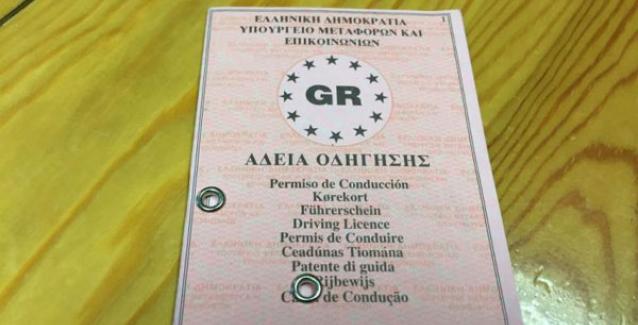 ΕΛΛΗΝΙΚΗ ΔΗΜΟΚΡΑΤΙΑ
1
ΥΠΟΥΡΓΕΙΟ ΜΕΤΑΦΟΡΩΝ ΚΑΙ
ΕΠΙΚΟΙΝΩΝΙΩΝ
GR
ΑΔΕΙΑ ΟΔΗΓΗΣΗΣ
Permiso de Conducción
Kørekort
Führerschein
Driving Licence
Permis de Conduire
Ceadúnas Tiomána
Patente di guida
Rijbewijs
de Condução